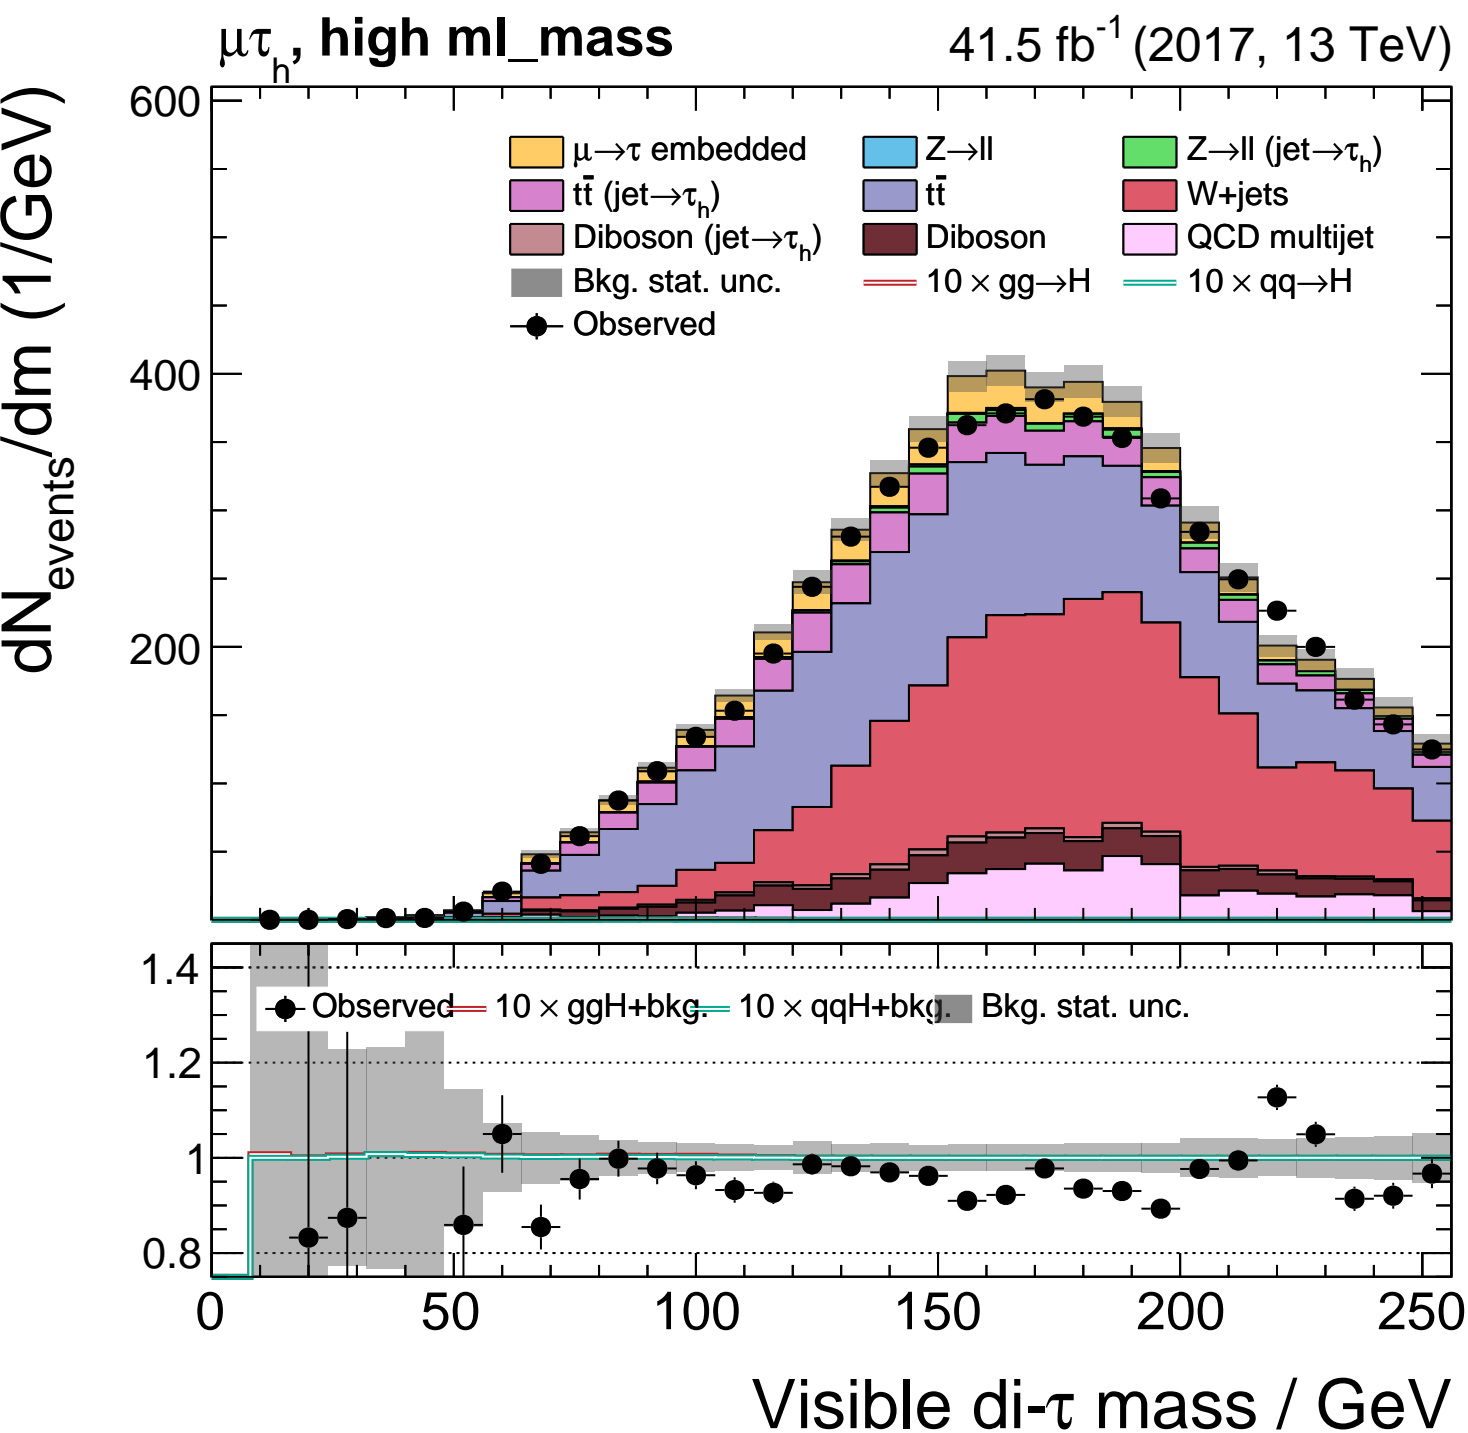 μτh, high ml_mass 41.5 fb-1 (2017, 13 TeV)
dNevents/dm (1/GeV)
600
400
200
μ→τ embedded Z→ll Z→ll (jet→τh)
tt̄ (jet→τh) tt̄ W+jets
Diboson (jet→τh) Diboson QCD multijet
Bkg. stat. unc. 10 × gg→H 10 × qq→H
Observed
1.4
1.2
1
0.8
Observed 10 × ggH+bkg. 10 × qqH+bkg. Bkg. stat. unc.
0 50 100 150 200 250
Visible di-τ mass / GeV